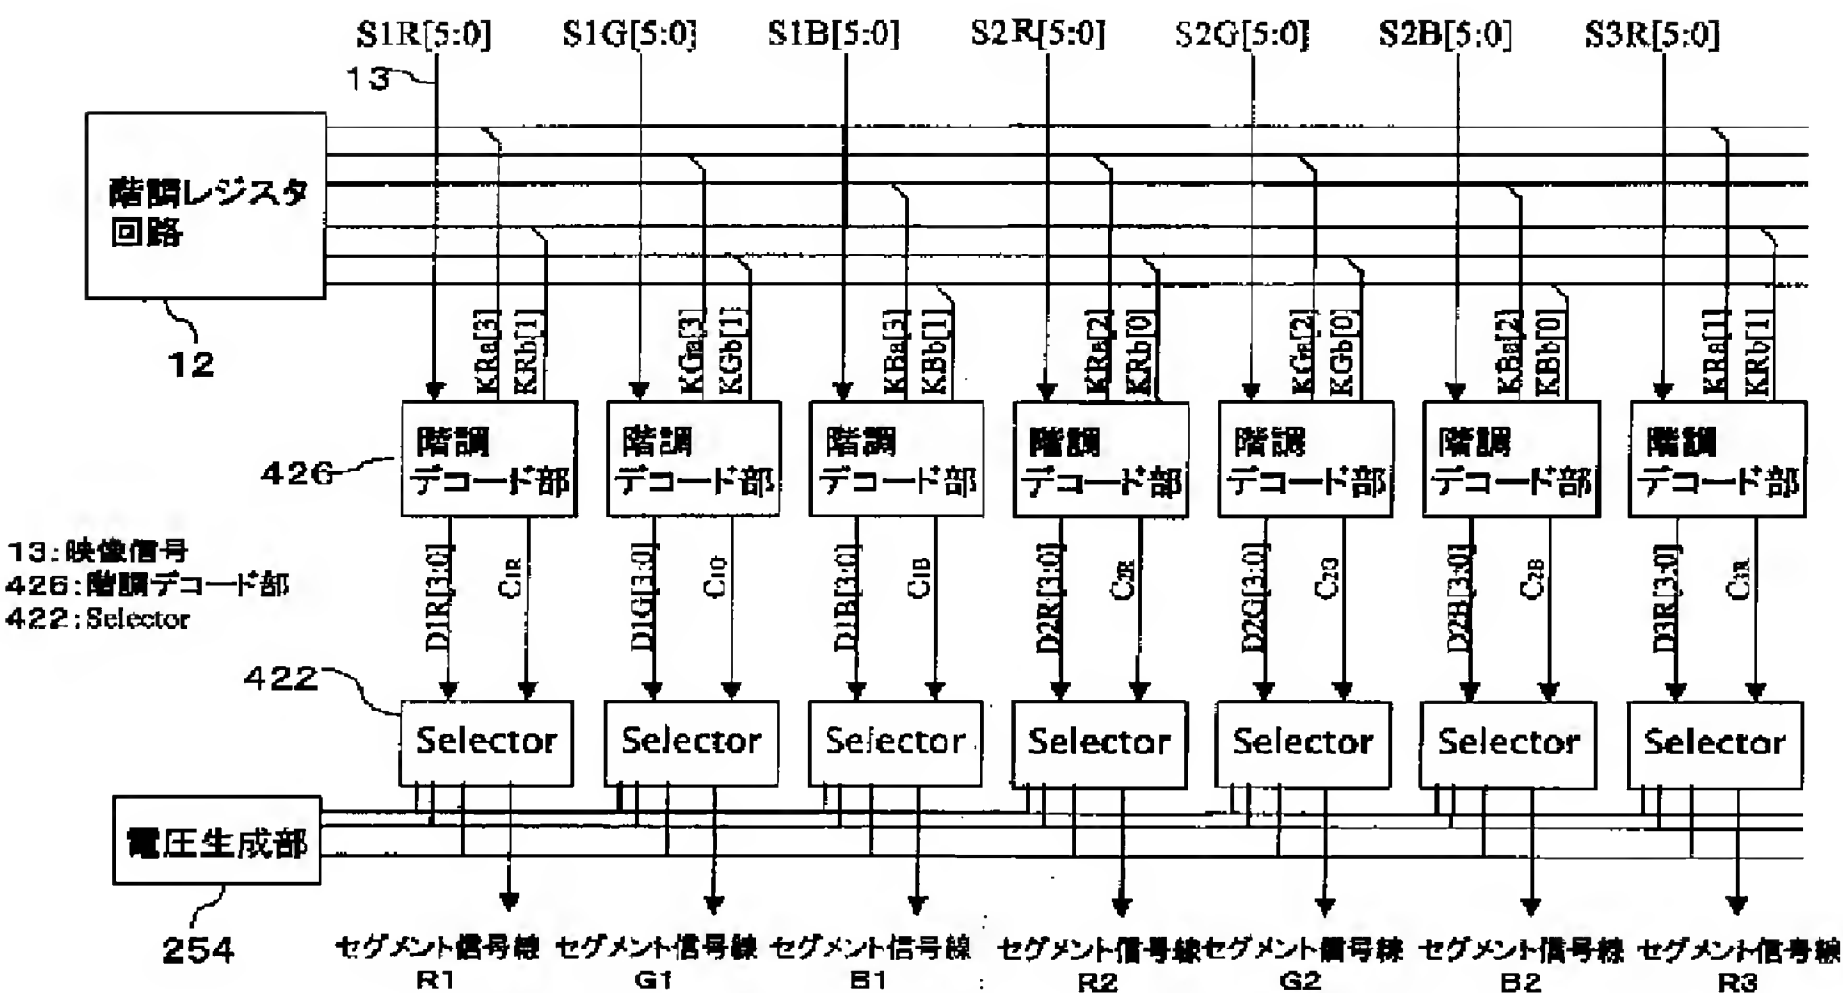 S1R[5:0] S1G[5:0] S1B[5:0] S2R[5:0] S2G[5:0] S2B[5:0] S3R[5:0]
13
階調レジスタ
回路
12
KRa[3] KRb[1] KGa[3] KGb[1] KBa[3] KBb[1] KRa[2] KRb[0] KGa[2] KGb[0] KBa[2] KBb[0] KRa[1] KRb[1]
階調 階調 階調 階調 階調 階調 階調
デコード部 デコード部 デコード部 デコード部 デコード部 デコード部 デコード部
426
13:映像信号
426:階調デコード部
422:Selector
D1R[3:0] C1R D1G[3:0] C1G D1B[3:0] C1B D2R[3:0] C2R D2G[3:0] C2G D2B[3:0] C2B D3R[3:0] C3R
422
Selector Selector Selector Selector Selector Selector Selector
電圧生成部
254
セグメント信号線 セグメント信号線 セグメント信号線 セグメント信号線 セグメント信号線 セグメント信号線 セグメント信号線
R1 G1 B1 R2 G2 B2 R3